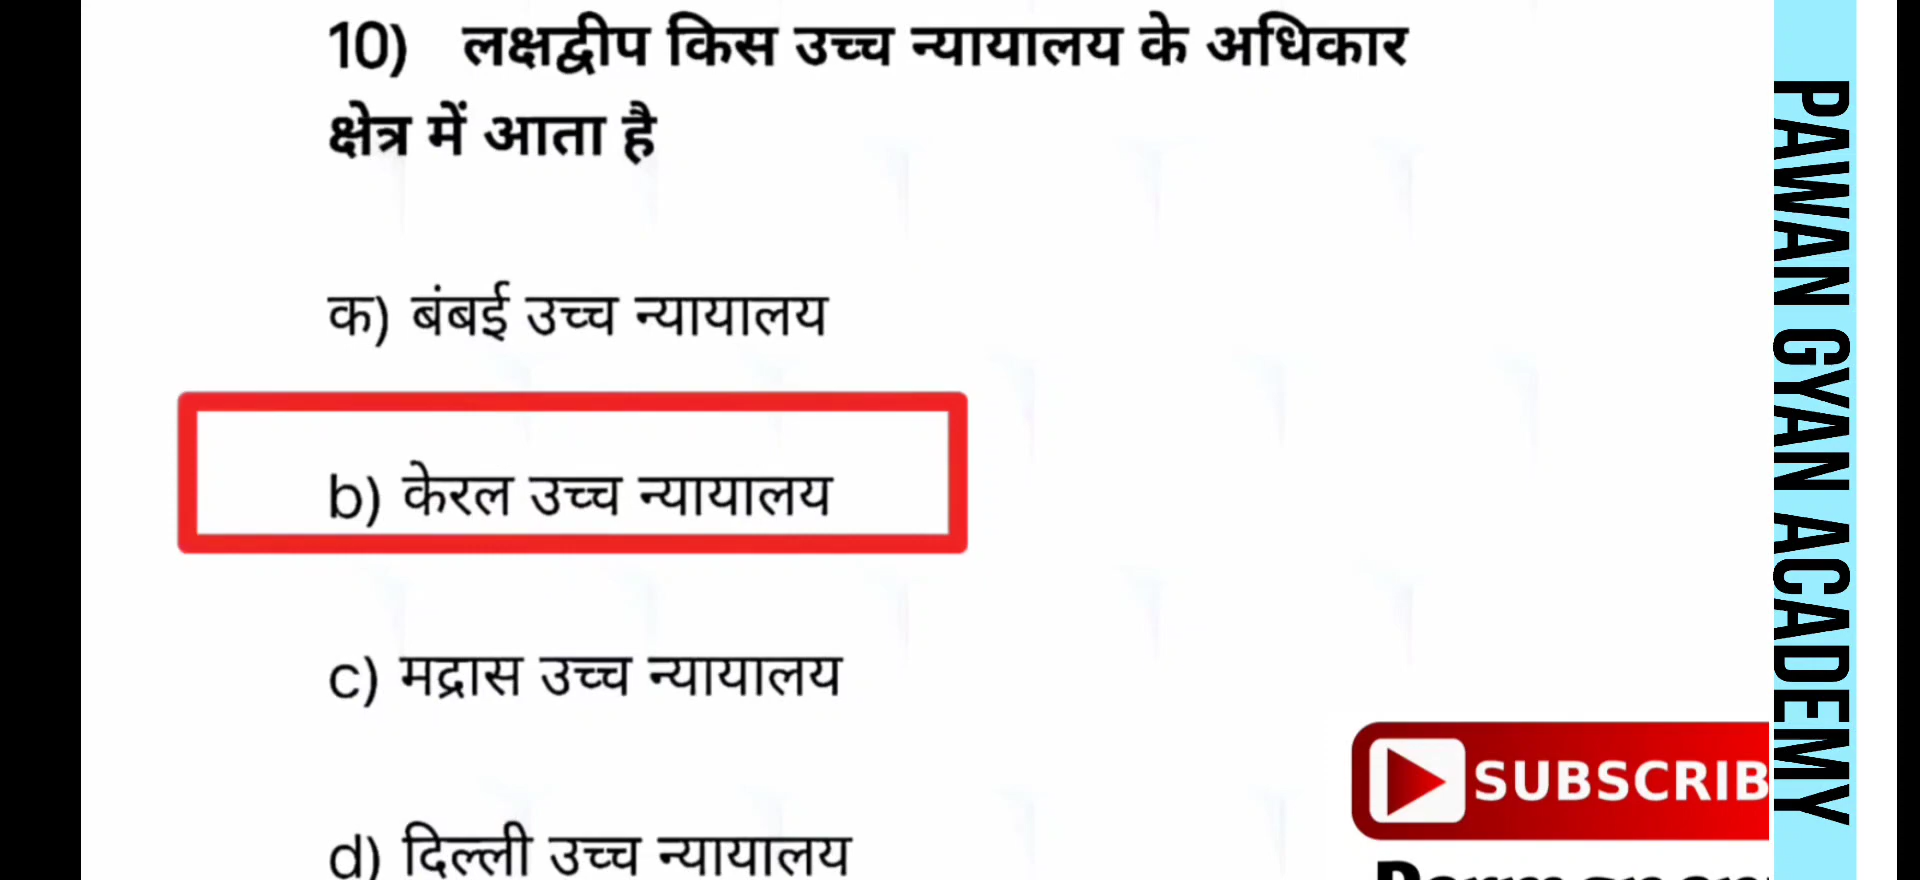 10) लक्षद्वीप किस उच्च न्यायालय के अधिकार
क्षेत्र में आता है
क) बंबई उच्च न्यायालय
b) केरल उच्च न्यायालय
c) मद्रास उच्च न्यायालय
d) दिल्ली उच्च न्यायालय
SUBSCRIB
PAWAN GYAN ACADEMY